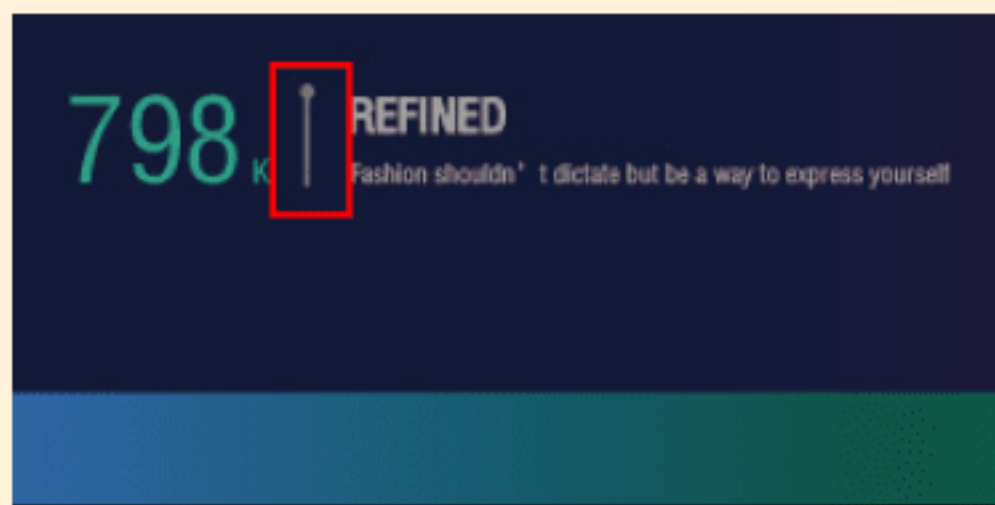 798 K
REFINED
Fashion shouldn’ t dictate but be a way to express yourself